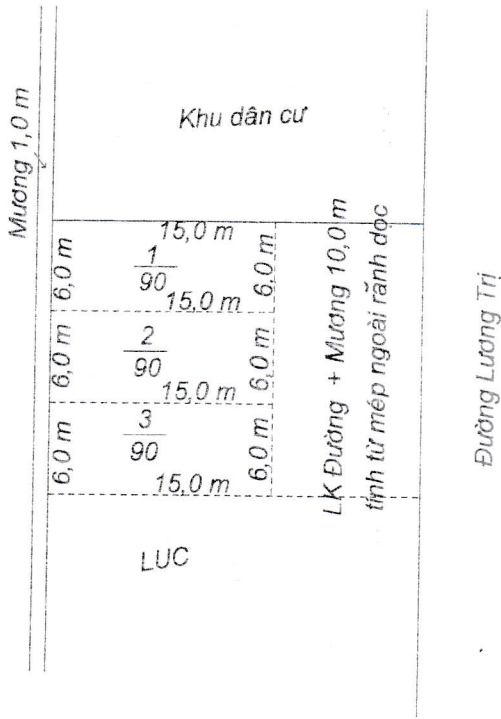 Mương 1,0 m
Khu dân cư
15,0 m
6,0 m
1
90
6,0 m
15,0 m
6,0 m
2
90
6,0 m
15,0 m
6,0 m
3
90
6,0 m
15,0 m
LK Đường + Mương 10,0 m
tính từ mép ngoài rãnh dọc
Đường Lương Trị
LUC